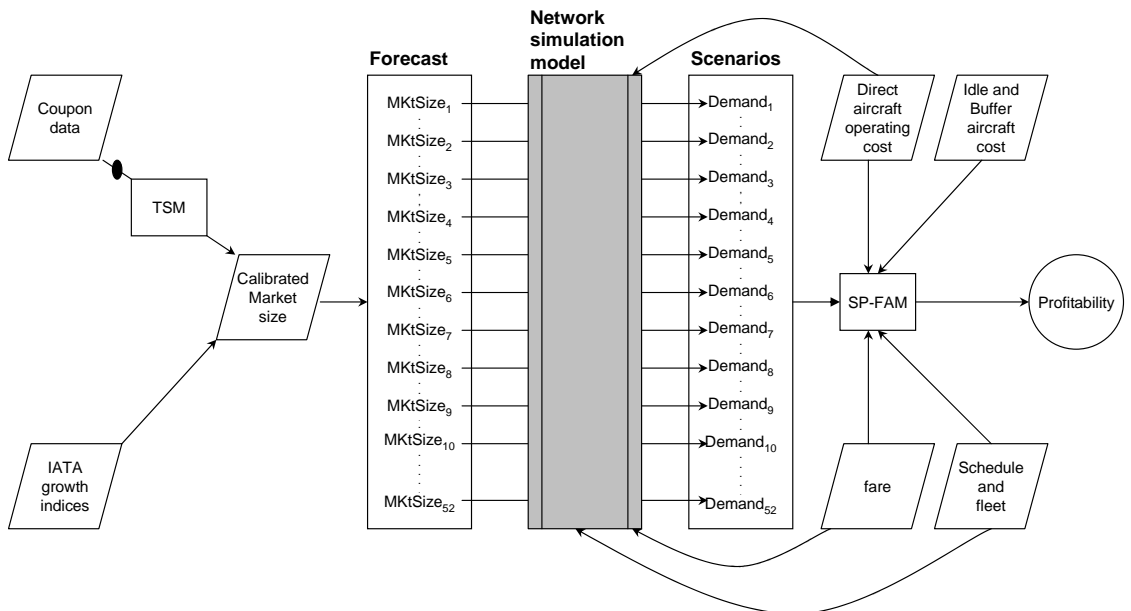 Network
simulation
model
Forecast
Scenarios
Coupon
data
TSM
Calibrated
Market
size
IATA
growth
indices
MKtSize1
MKtSize2
MKtSize3
MKtSize4
MKtSize5
MKtSize6
MKtSize7
MKtSize8
MKtSize9
MKtSize10
MKtSize52
Demand1
Demand2
Demand3
Demand4
Demand5
Demand6
Demand7
Demand8
Demand9
Demand10
Demand52
Direct
aircraft
operating
cost
Idle and
Buffer
aircraft
cost
SP-FAM
Profitability
fare
Schedule
and
fleet